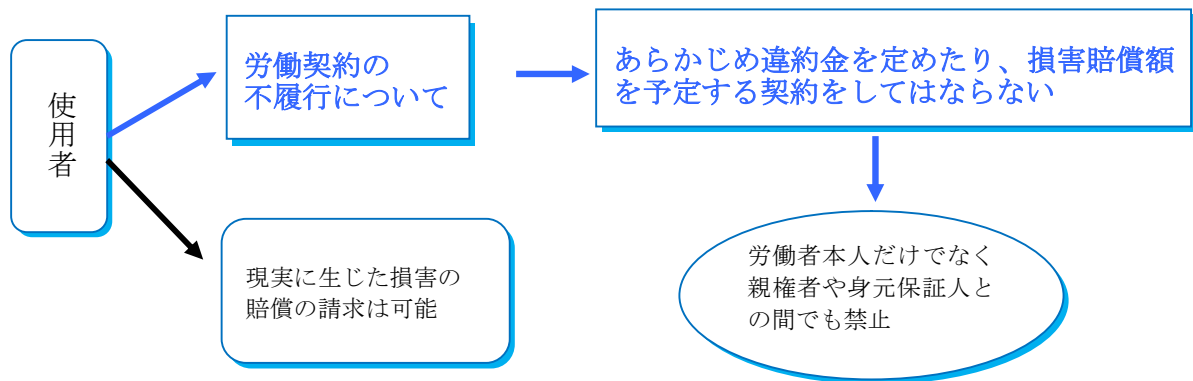 使用者
労働契約の
不履行について
あらかじめ違約金を定めたり、損害賠償額
を予定する契約をしてはならない
現実に生じた損害の
賠償の請求は可能
労働者本人だけでなく
親権者や身元保証人と
の間でも禁止